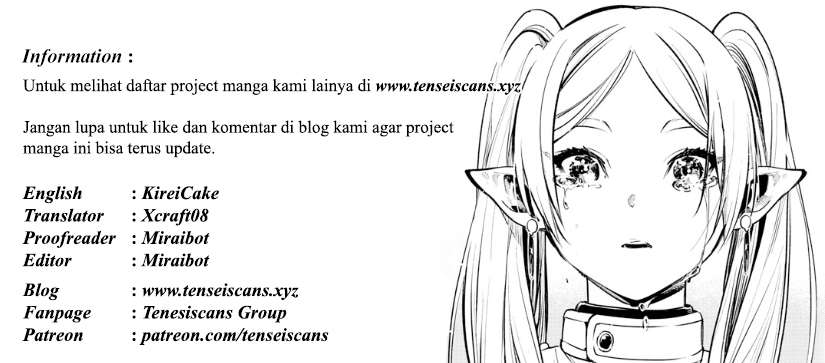 Information :
Untuk melihat daftar project manga kami lainya di www.tenseiscans.xyz
Jangan lupa untuk like dan komentar di blog kami agar project
manga ini bisa terus update.
English : KireiCake
Translator : Xcraft08
Proofreader : Miraibot
Editor : Miraibot
Blog : www.tenseiscans.xyz
Fanpage : Tenesiscans Group
Patreon : patreon.com/tenseiscans